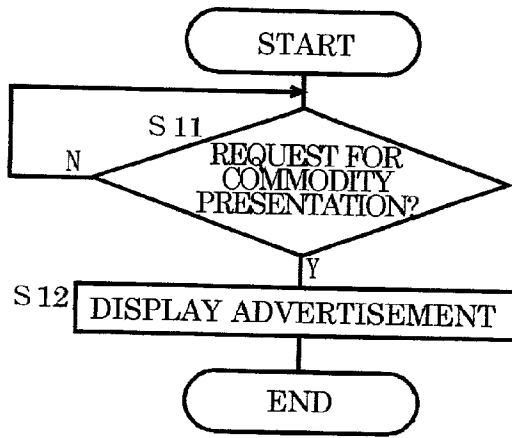 START
S 11
N
REQUEST FOR
COMMODITY
PRESENTATION?
Y
S 12
DISPLAY ADVERTISEMENT
END